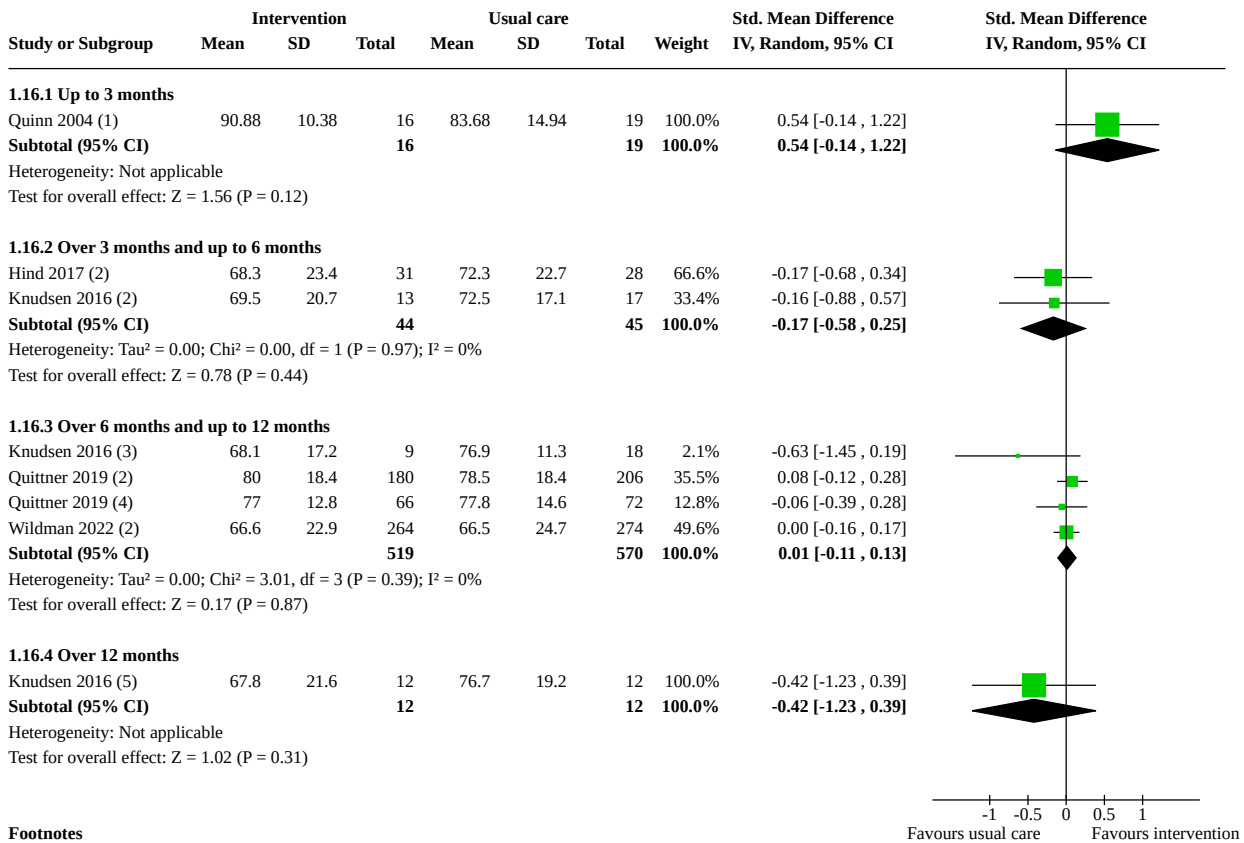 Intervention Usual care Std. Mean Difference Std. Mean Difference
Study or Subgroup Mean SD Total Mean SD Total Weight IV, Random, 95% CI IV, Random, 95% CI
1.16.1 Up to 3 months
Quinn 2004 (1) 90.88 10.38 16 83.68 14.94 19 100.0% 0.54 [-0.14 , 1.22]
Subtotal (95% CI) 16 19 100.0% 0.54 [-0.14 , 1.22]
Heterogeneity: Not applicable
Test for overall effect: Z = 1.56 (P = 0.12)
1.16.2 Over 3 months and up to 6 months
Hind 2017 (2) 68.3 23.4 31 72.3 22.7 28 66.6% -0.17 [-0.68 , 0.34]
Knudsen 2016 (2) 69.5 20.7 13 72.5 17.1 17 33.4% -0.16 [-0.88 , 0.57]
Subtotal (95% CI) 44 45 100.0% -0.17 [-0.58 , 0.25]
Heterogeneity: Tau² = 0.00; Chi² = 0.00, df = 1 (P = 0.97); I² = 0%
Test for overall effect: Z = 0.78 (P = 0.44)
1.16.3 Over 6 months and up to 12 months
Knudsen 2016 (3) 68.1 17.2 9 76.9 11.3 18 2.1% -0.63 [-1.45 , 0.19]
Quittner 2019 (2) 80 18.4 180 78.5 18.4 206 35.5% 0.08 [-0.12 , 0.28]
Quittner 2019 (4) 77 12.8 66 77.8 14.6 72 12.8% -0.06 [-0.39 , 0.28]
Wildman 2022 (2) 66.6 22.9 264 66.5 24.7 274 49.6% 0.00 [-0.16 , 0.17]
Subtotal (95% CI) 519 570 100.0% 0.01 [-0.11 , 0.13]
Heterogeneity: Tau² = 0.00; Chi² = 3.01, df = 3 (P = 0.39); I² = 0%
Test for overall effect: Z = 0.17 (P = 0.87)
1.16.4 Over 12 months
Knudsen 2016 (5) 67.8 21.6 12 76.7 19.2 12 100.0% -0.42 [-1.23 , 0.39]
Subtotal (95% CI) 12 12 100.0% -0.42 [-1.23 , 0.39]
Heterogeneity: Not applicable
Test for overall effect: Z = 1.02 (P = 0.31)
-1 -0.5 0 0.5 1
Footnotes Favours usual care Favours intervention